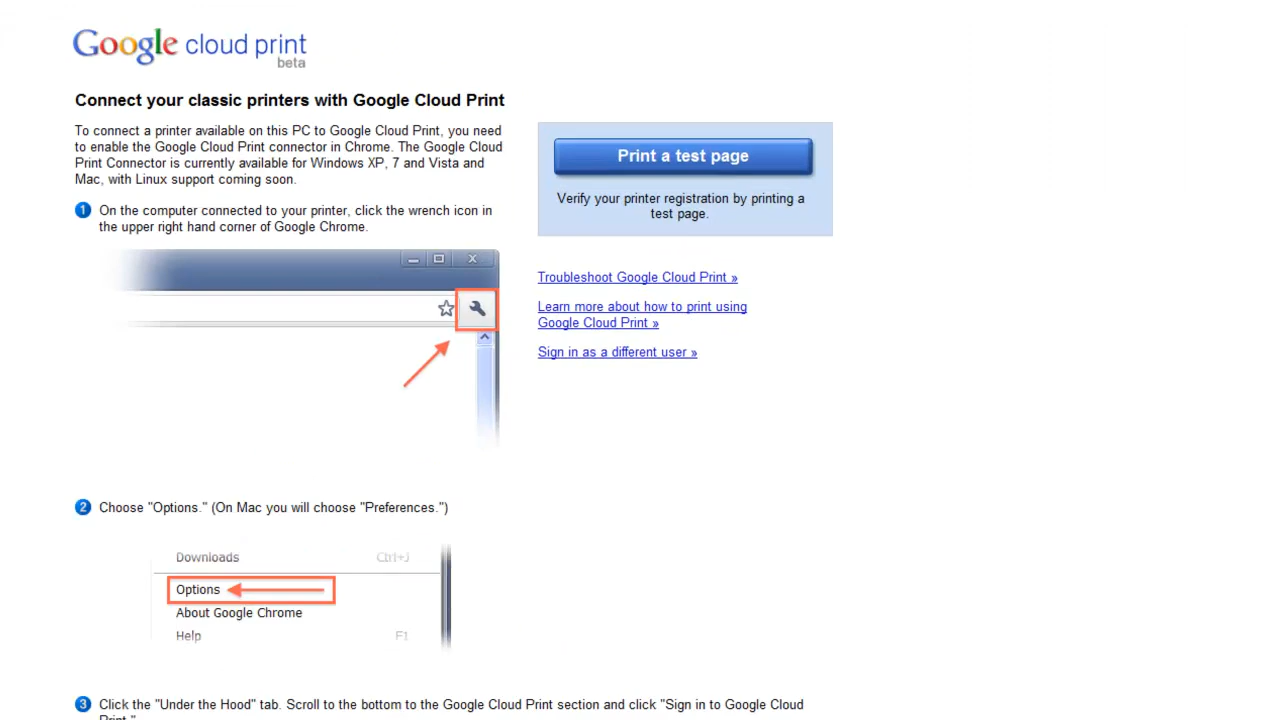 Google cloud print
beta
Connect your classic printers with Google Cloud Print
To connect a printer available on this PC to Google Cloud Print, you need
to enable the Google Cloud Print connector in Chrome. The Google Cloud
Print Connector is currently available for Windows XP, 7 and Vista and
Mac, with Linux support coming soon.
1 On the computer connected to your printer, click the wrench icon in
the upper right hand corner of Google Chrome.
Print a test page
Verify your printer registration by printing a
test page.
Troubleshoot Google Cloud Print »
Learn more about how to print using
Google Cloud Print »
Sign in as a different user »
2 Choose "Options." (On Mac you will choose "Preferences.")
Downloads Ctrl+J
Options
About Google Chrome
Help F1
3 Click the "Under the Hood" tab. Scroll to the bottom to the Google Cloud Print section and click "Sign in to Google Cloud
Print."